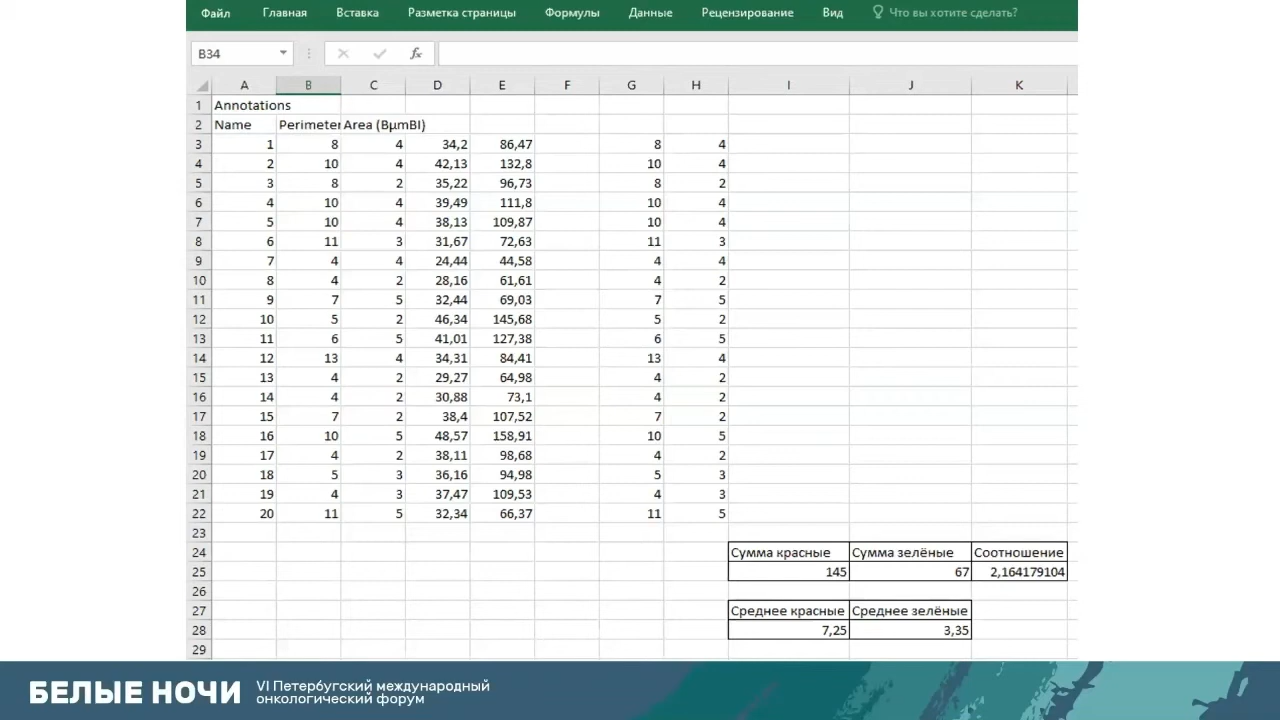 Файл Главная Вставка Разметка страницы Формулы Данные Рецензирование Вид Что вы хотите сделать?
B34 fx
A B C D E F G H I J K
1 Annotations
2 Name Perimeter Area (BµmBI)
3 1 8 4 34,2 86,47 8 4
4 2 10 4 42,13 132,8 10 4
5 3 8 2 35,22 96,73 8 2
6 4 10 4 39,49 111,8 10 4
7 5 10 4 38,13 109,87 10 4
8 6 11 3 31,67 72,63 11 3
9 7 4 4 24,44 44,58 4 4
10 8 4 2 28,16 61,61 4 2
11 9 7 5 32,44 69,03 7 5
12 10 5 2 46,34 145,68 5 2
13 11 6 5 41,01 127,38 6 5
14 12 13 4 34,31 84,41 13 4
15 13 4 2 29,27 64,98 4 2
16 14 4 2 30,88 73,1 4 2
17 15 7 2 38,4 107,52 7 2
18 16 10 5 48,57 158,91 10 5
19 17 4 2 38,11 98,68 4 2
20 18 5 3 36,16 94,98 5 3
21 19 4 3 37,47 109,53 4 3
22 20 11 5 32,34 66,37 11 5
23
24 Сумма красные Сумма зелёные Соотношение
25 145 67 2,164179104
26
27 Среднее красные Среднее зелёные
28 7,25 3,35
29
БЕЛЫЕ НОЧИ VI Петербургский международный
онкологический форум